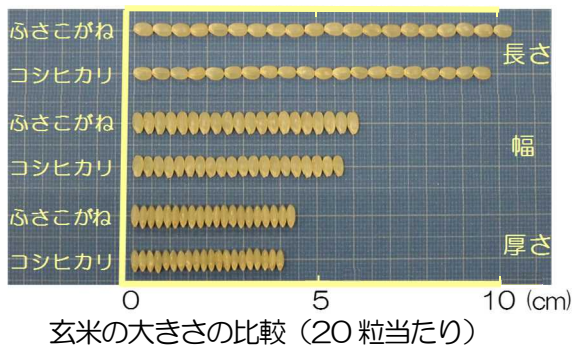 ふさこがね
長さ
コシヒカリ
ふさこがね
幅
コシヒカリ
ふさこがね
厚さ
コシヒカリ
0 5 10 (cm)
玄米の大きさの比較（20 粒当たり）